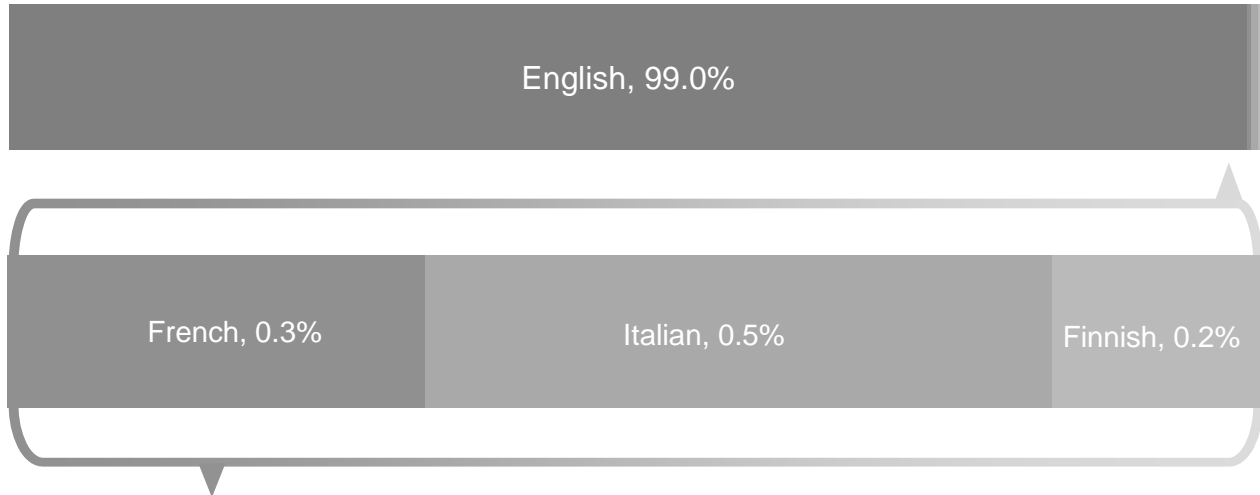 English, 99.0%
French, 0.3%
Italian, 0.5%
Finnish, 0.2%